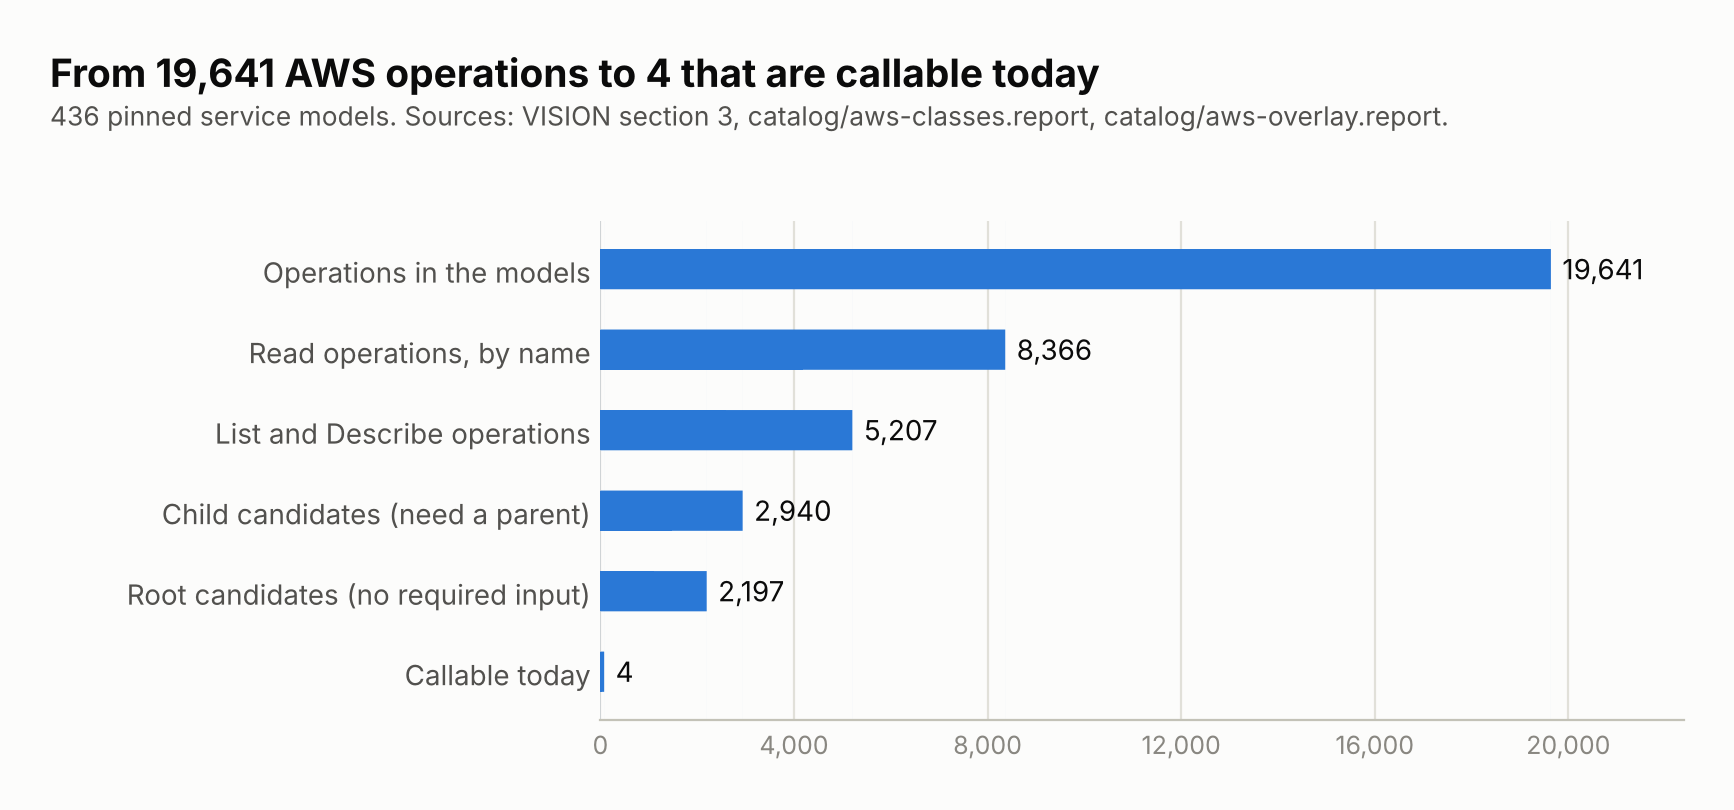 From 19,641 AWS operations to 4 that are callable today
436 pinned service models. Sources: VISION section 3, catalog/aws-classes.report, catalog/aws-overlay.report.
Operations in the models 19,641
Read operations, by name 8,366
List and Describe operations 5,207
Child candidates (need a parent) 2,940
Root candidates (no required input) 2,197
Callable today 4
0 4,000 8,000 12,000 16,000 20,000